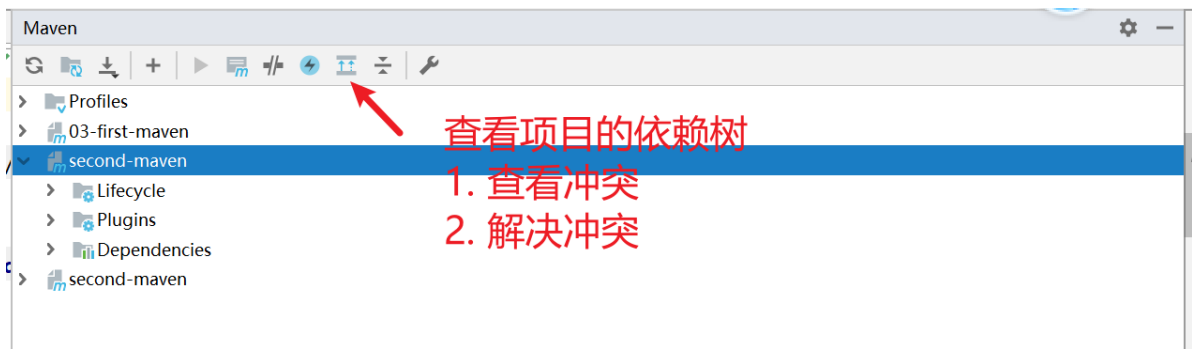 Maven
Profiles
03-first-maven
查看项目的依赖树
second-maven
1. 查看冲突
Lifecycle
2. 解决冲突
Plugins
Dependencies
second-maven